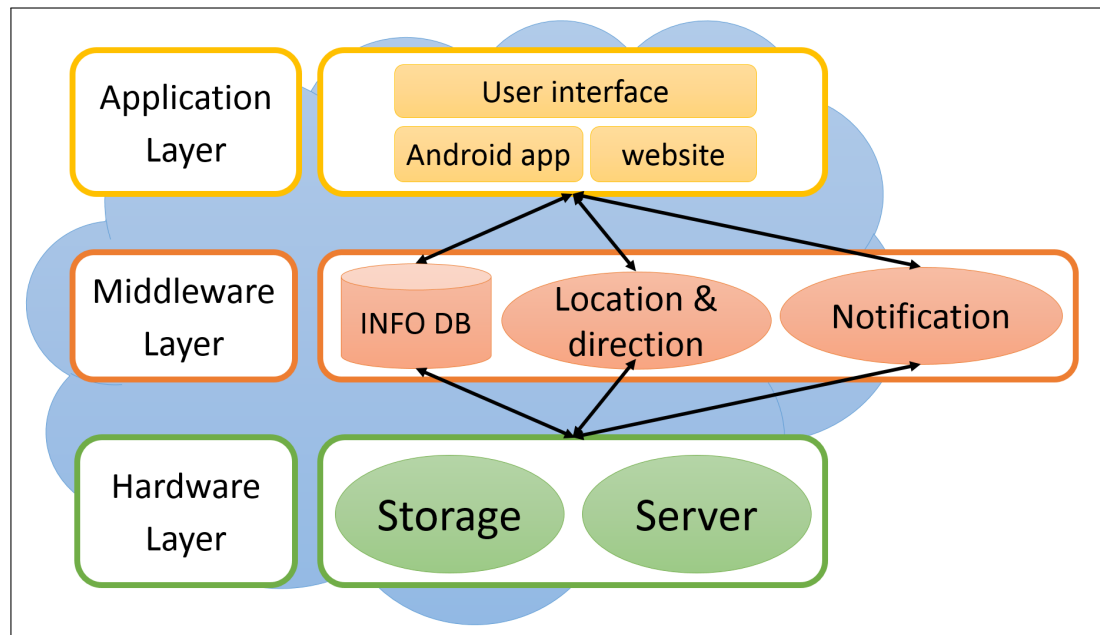 Application
Layer
User interface
Android app
website
Middleware
Layer
INFO DB
Location &
direction
Notification
Hardware
Layer
Storage
Server